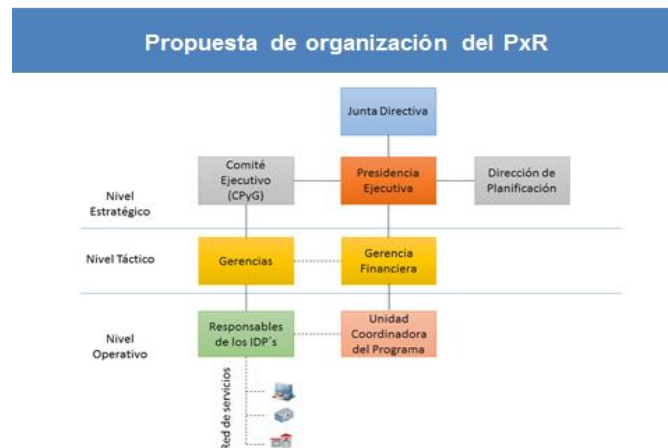 Propuesta de organización del PxR
Junta Directiva
Comité
Ejecutivo
(CPyG)
Presidencia
Ejecutiva
Dirección de
Planificación
Nivel
Estratégico
Nivel Táctico
Gerencias
Gerencia
Financiera
Nivel
Operativo
Responsables
de los IDP´s
Unidad
Coordinadora
del Programa
Red de servicios